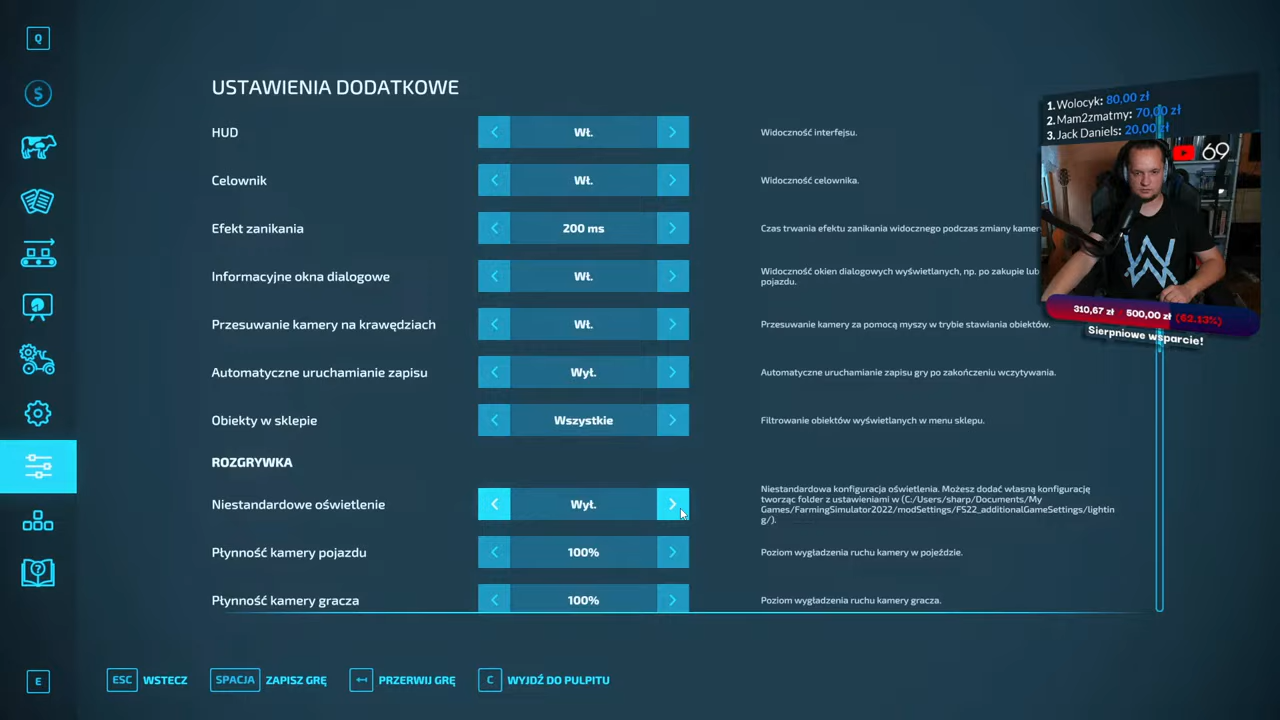 Q
USTAWIENIA DODATKOWE
HUD
Wł.
Widoczność interfejsu.
Celownik
Wł.
Widoczność celownika.
Efekt zanikania
200 ms
Czas trwania efektu zanikania widocznego podczas zmiany kamer
Informacyjne okna dialogowe
Wł.
Widoczność okien dialogowych wyświetlanych, np. po zakupie lub
pojazdu.
Przesuwanie kamery na krawędziach
Wł.
Przesuwanie kamery za pomocą myszy w trybie stawiania obiektów.
Automatyczne uruchamianie zapisu
Wył.
Automatyczne uruchamianie zapisu gry po zakończeniu wczytywania.
Obiekty w sklepie
Wszystkie
Filtrowanie obiektów wyświetlanych w menu sklepu.
ROZGRYWKA
Niestandardowe oświetlenie
Wył.
Niestandardowa konfiguracja oświetlenia. Możesz dodać własną konfigurację
tworząc folder z ustawieniami w (C:/Users/sharp/Documents/My
Games/FarmingSimulator2022/modSettings/FS22_additionalGameSettings/lightin
g/).
Płynność kamery pojazdu
100%
Poziom wygładzenia ruchu kamery w pojeździe.
Płynność kamery gracza
100%
Poziom wygładzenia ruchu kamery gracza.
1. Wolocyk: 80,00 zł
2. Mam2zmatmy: 70,00 zł
3. Jack Daniels: 20,00 zł
69
310,67 zł 500,00 zł (62.13%)
Sierpniowe wsparcie!
E
ESC WSTECZ
SPACJA ZAPISZ GRĘ
PRZERWIJ GRĘ
C WYJDŹ DO PULPITU